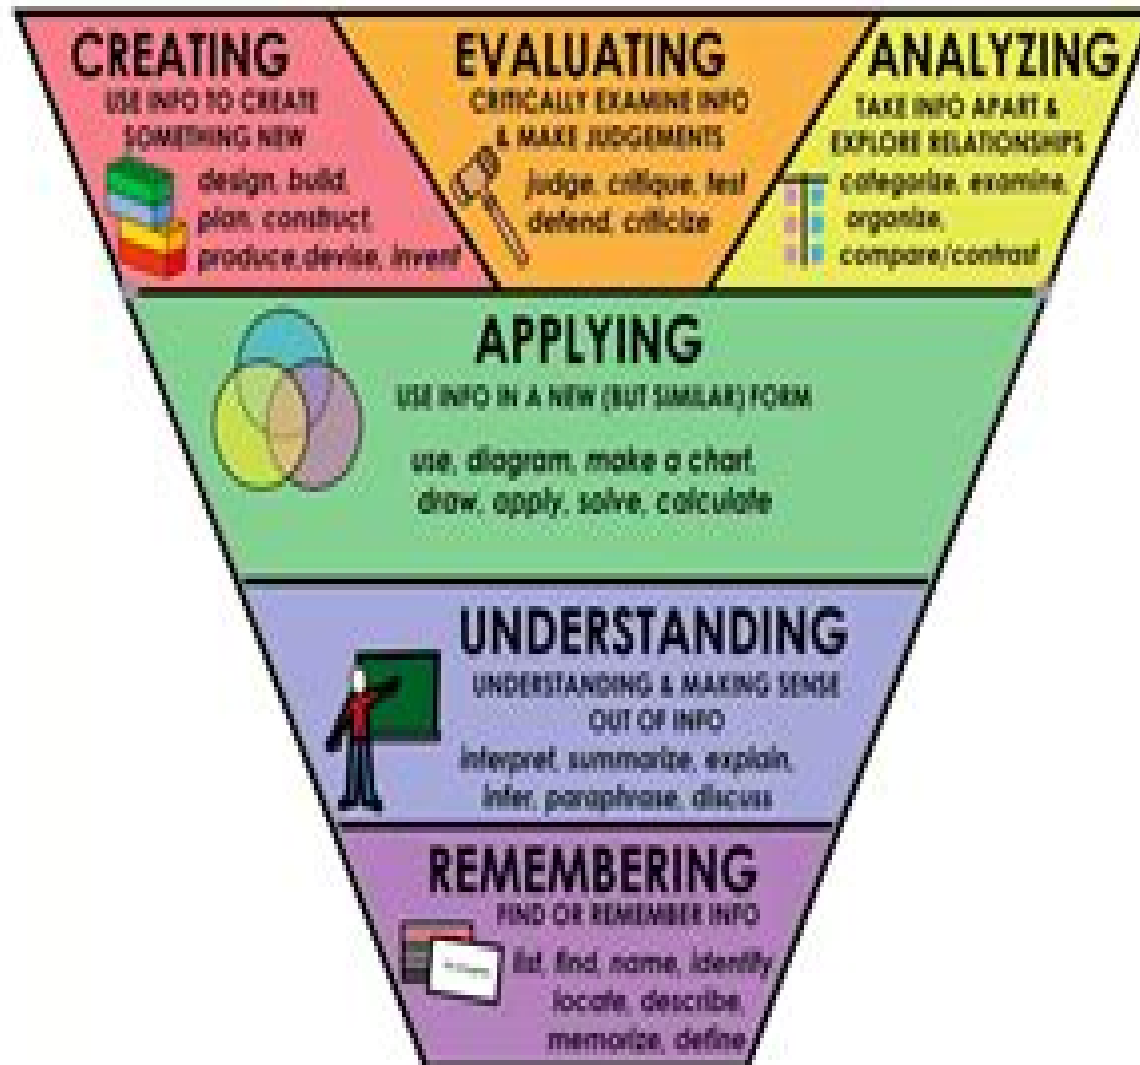 CREATING
USE INFO TO CREATE
SOMETHING NEW
design, build,
plan, construct,
produce,devise, invent
EVALUATING
CRITICALLY EXAMINE INFO
& MAKE JUDGEMENTS
judge, critique, test
defend, criticize
ANALYZING
TAKE INFO APART &
EXPLORE RELATIONSHIPS
categorize, examine,
organize,
compare/contrast
APPLYING
USE INFO IN A NEW (BUT SIMILAR) FORM
use, diagram, make a chart,
draw, apply, solve, calculate
UNDERSTANDING
UNDERSTANDING & MAKING SENSE
OUT OF INFO
interpret, summarize, explain,
infer, paraphrase, discuss
REMEMBERING
FIND OR REMEMBER INFO
list, find, name, identify
locate, describe,
memorize, define